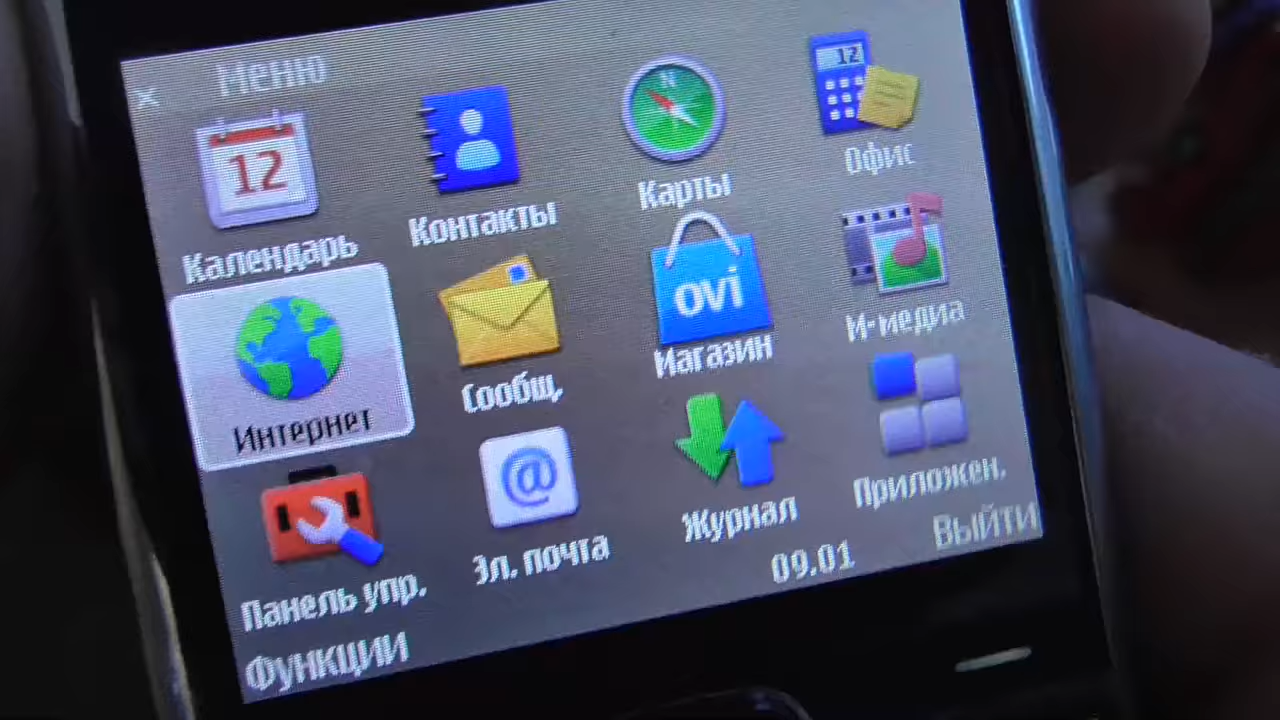 Меню
12
N
12
Календарь
Контакты
Карты
Офис
ovi
Интернет
Сообщ.
Магазин
М-медиа
@
Панель упр.
Эл. почта
Журнал
Приложен.
Функции
09.01
Выйти